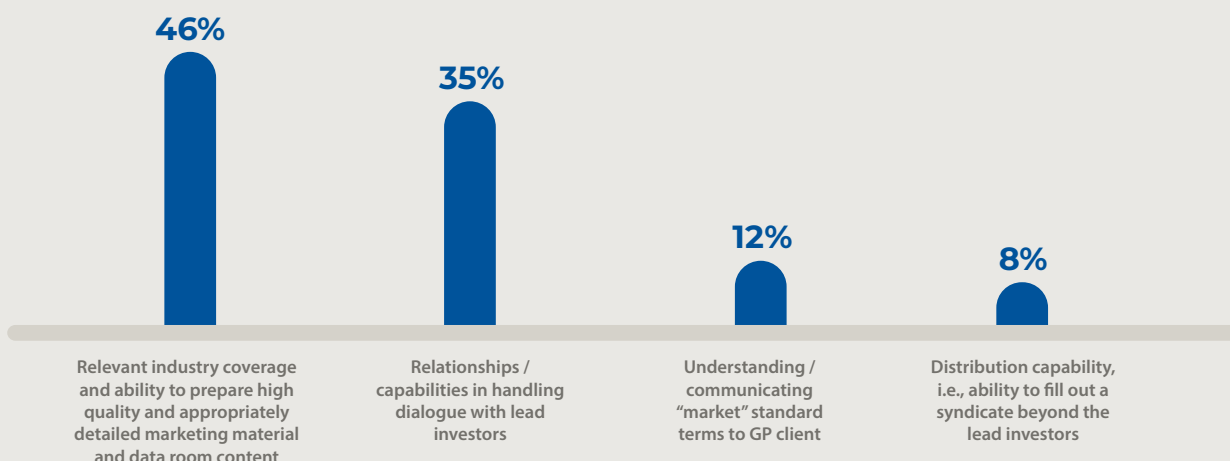 46%
35%
12%
8%
Relevant industry coverage
and ability to prepare high
quality and appropriately
detailed marketing material
and data room content
Relationships /
capabilities in handling
dialogue with lead
investors
Understanding /
communicating
“market” standard
terms to GP client
Distribution capability,
i.e., ability to fill out a
syndicate beyond the
lead investors